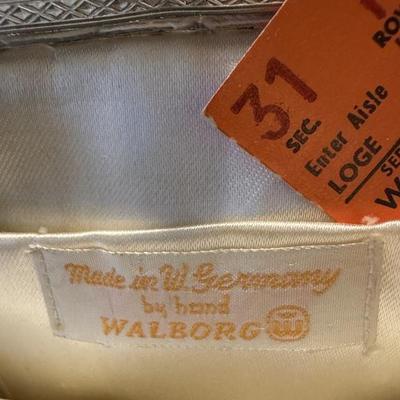 31
SEC.
Enter Aisle
LOGE
Made in W. Germany
by hand
WALBORG W